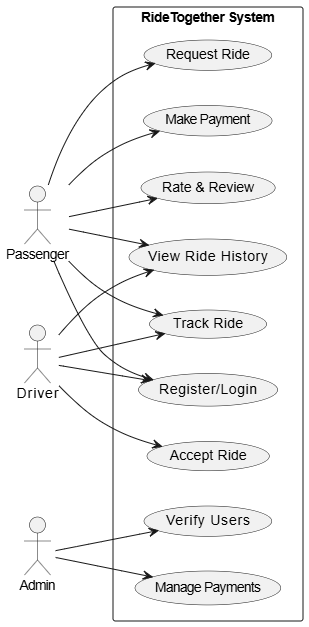 RideTogether System
Request Ride
Make Payment
Rate & Review
Passenger
View Ride History
Track Ride
Driver
Register/Login
Accept Ride
Verify Users
Admin
Manage Payments